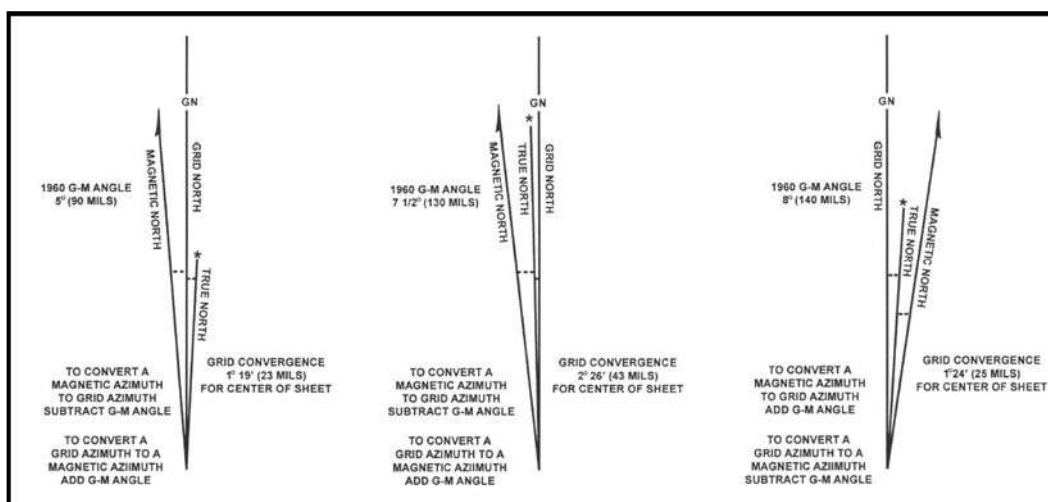 GN
MAGNETIC NORTH
GRID NORTH
1960 G-M ANGLE
5° (90 MILS)
*
TRUE NORTH
GRID CONVERGENCE
1° 19' (23 MILS)
FOR CENTER OF SHEET
TO CONVERT A
MAGNETIC AZIMUTH
TO GRID AZIMUTH
SUBTRACT G-M ANGLE
TO CONVERT A
GRID AZIMUTH TO A
MAGNETIC AZIIMUTH
ADD G-M ANGLE
GN
*
MAGNETIC NORTH
TRUE NORTH
GRID NORTH
1960 G-M ANGLE
7 1/2° (130 MILS)
GRID CONVERGENCE
2° 26' (43 MILS)
FOR CENTER OF SHEET
TO CONVERT A
MAGNETIC AZIMUTH
TO GRID AZIMUTH
SUBTRACT G-M ANGLE
TO CONVERT A
GRID AZIMUTH TO A
MAGNETIC AZIIMUTH
ADD G-M ANGLE
GN
GRID NORTH
1960 G-M ANGLE
8° (140 MILS)
*
TRUE NORTH
MAGNETIC NORTH
GRID CONVERGENCE
1°24' (25 MILS)
FOR CENTER OF SHEET
TO CONVERT A
MAGNETIC AZIMUTH
TO GRID AZIMUTH
ADD G-M ANGLE
TO CONVERT A
GRID AZIMUTH TO A
MAGNETIC AZIIMUTH
SUBTRACT G-M ANGLE